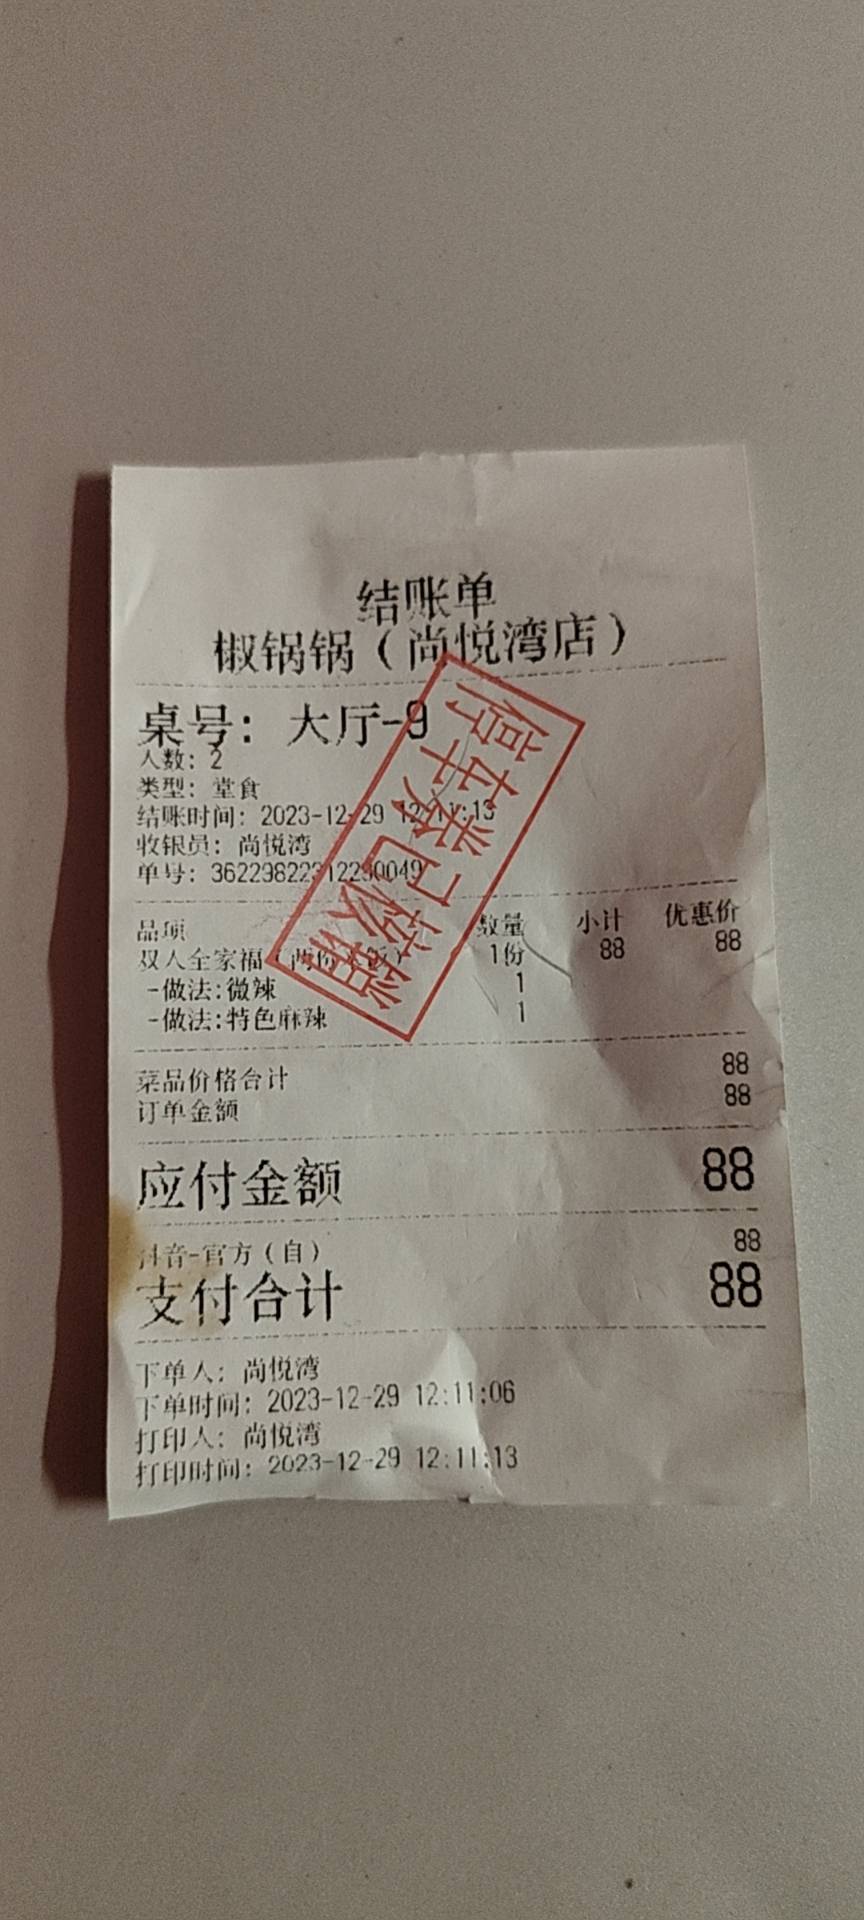 结账单
椒锅锅（尚悦湾店）
桌号：大厅-9
人数：2
类型：堂食
结账时间：2023-12-29 12:11:13
收银员：尚悦湾
单号：
品项 数量 小计 优惠价
双人全家福（两份米饭） 1份 88 88
-做法:微辣 1
-做法:特色麻辣 1
菜品价格合计 88
订单金额 88
应付金额 88
抖音-官方（自） 88
支付合计 88
下单人：尚悦湾
下单时间：2023-12-29 12:11:06
打印人：尚悦湾
打印时间：2023-12-29 12:11:13
停车券已核销